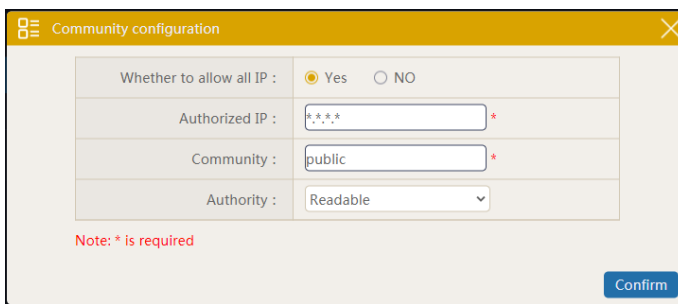 Community configuration
Whether to allow all IP : Yes NO
Authorized IP : *.*.*.* *
Community : public *
Authority : Readable
Note: * is required
Confirm